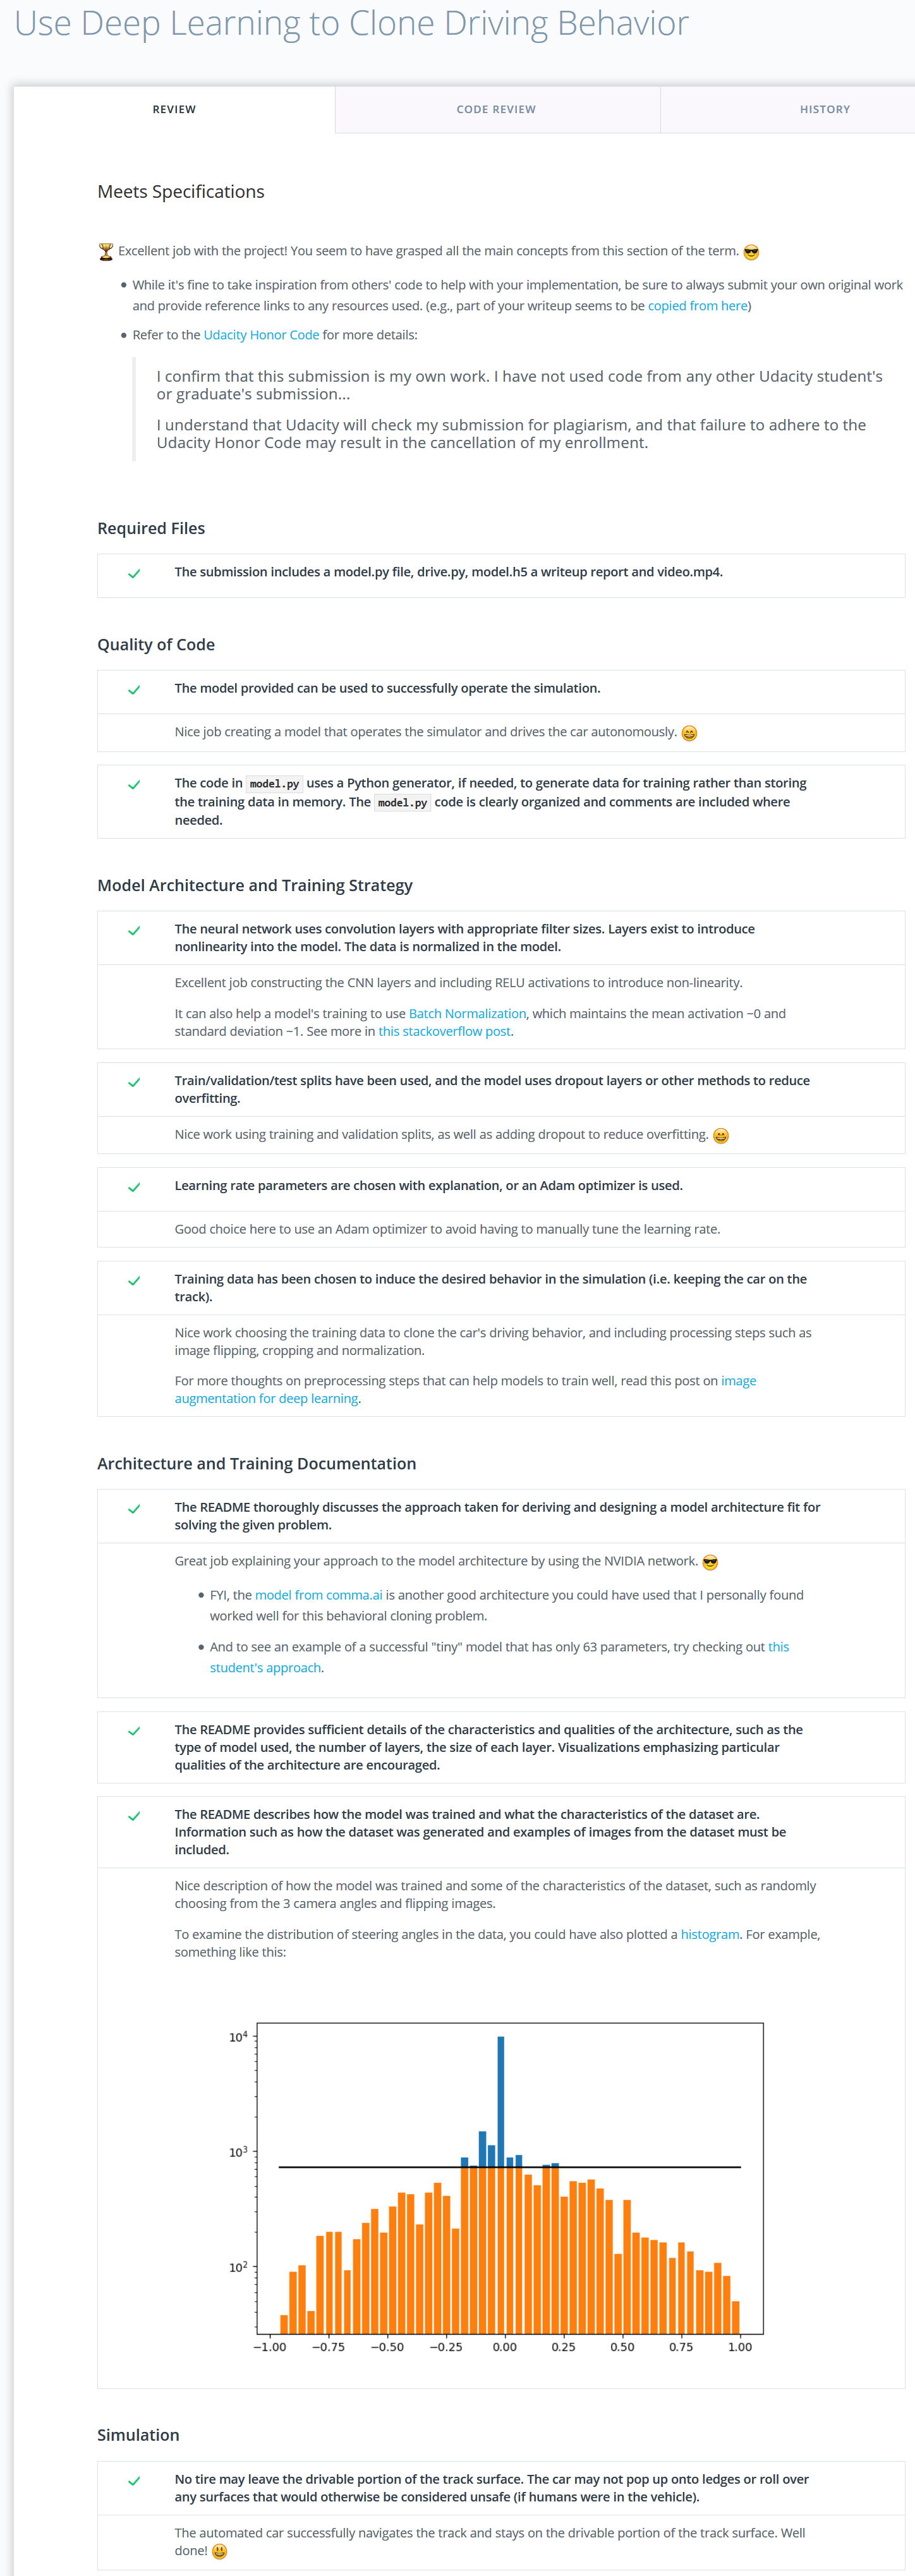 Use Deep Learning to Clone Driving Behavior
REVIEW
CODE REVIEW
HISTORY
Meets Specifications
Excellent job with the project! You seem to have grasped all the main concepts from this section of the term.
While it's fine to take inspiration from others' code to help with your implementation, be sure to always submit your own original work
and provide reference links to any resources used. (e.g., part of your writeup seems to be copied from here)
Refer to the Udacity Honor Code for more details:
I confirm that this submission is my own work. I have not used code from any other Udacity student's
or graduate's submission...
I understand that Udacity will check my submission for plagiarism, and that failure to adhere to the
Udacity Honor Code may result in the cancellation of my enrollment.
Required Files
The submission includes a model.py file, drive.py, model.h5 a writeup report and video.mp4.
Quality of Code
The model provided can be used to successfully operate the simulation.
Nice job creating a model that operates the simulator and drives the car autonomously.
The code in model.py uses a Python generator, if needed, to generate data for training rather than storing
the training data in memory. The model.py code is clearly organized and comments are included where
needed.
Model Architecture and Training Strategy
The neural network uses convolution layers with appropriate filter sizes. Layers exist to introduce
nonlinearity into the model. The data is normalized in the model.
Excellent job constructing the CNN layers and including RELU activations to introduce non-linearity.
It can also help a model's training to use Batch Normalization, which maintains the mean activation ~0 and
standard deviation ~1. See more in this stackoverflow post.
Train/validation/test splits have been used, and the model uses dropout layers or other methods to reduce
overfitting.
Nice work using training and validation splits, as well as adding dropout to reduce overfitting.
Learning rate parameters are chosen with explanation, or an Adam optimizer is used.
Good choice here to use an Adam optimizer to avoid having to manually tune the learning rate.
Training data has been chosen to induce the desired behavior in the simulation (i.e. keeping the car on the
track).
Nice work choosing the training data to clone the car's driving behavior, and including processing steps such as
image flipping, cropping and normalization.
For more thoughts on preprocessing steps that can help models to train well, read this post on image
augmentation for deep learning.
Architecture and Training Documentation
The README thoroughly discusses the approach taken for deriving and designing a model architecture fit for
solving the given problem.
Great job explaining your approach to the model architecture by using the NVIDIA network.
FYI, the model from comma.ai is another good architecture you could have used that I personally found
worked well for this behavioral cloning problem.
And to see an example of a successful "tiny" model that has only 63 parameters, try checking out this
student's approach.
The README provides sufficient details of the characteristics and qualities of the architecture, such as the
type of model used, the number of layers, the size of each layer. Visualizations emphasizing particular
qualities of the architecture are encouraged.
The README describes how the model was trained and what the characteristics of the dataset are.
Information such as how the dataset was generated and examples of images from the dataset must be
included.
Nice description of how the model was trained and some of the characteristics of the dataset, such as randomly
choosing from the 3 camera angles and flipping images.
To examine the distribution of steering angles in the data, you could have also plotted a histogram. For example,
something like this:
10⁴
10³
10²
−1.00 −0.75 −0.50 −0.25 0.00 0.25 0.50 0.75 1.00
Simulation
No tire may leave the drivable portion of the track surface. The car may not pop up onto ledges or roll over
any surfaces that would otherwise be considered unsafe (if humans were in the vehicle).
The automated car successfully navigates the track and stays on the drivable portion of the track surface. Well
done!